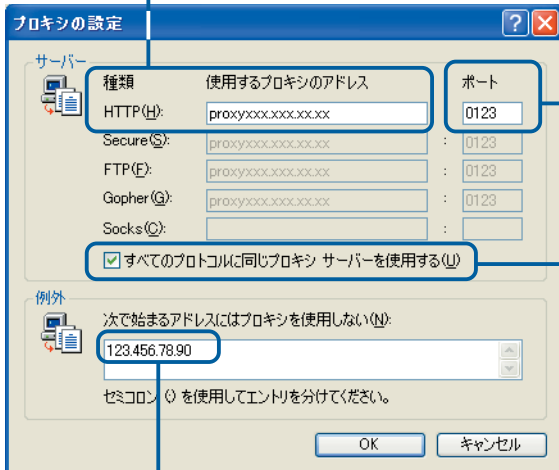 プロキシの設定
サーバー
種類 使用するプロキシのアドレス ポート
HTTP(H): proxyxxx.xxx.xx.xx 0123
Secure(S): proxyxxx.xxx.xx.xx : 0123
FTP(F): proxyxxx.xxx.xx.xx : 0123
Gopher(G): proxyxxx.xxx.xx.xx : 0123
Socks(C): :
すべてのプロトコルに同じプロキシ サーバーを使用する(U)
例外
次で始まるアドレスにはプロキシを使用しない(N):
123.456.78.90
セミコロン () を使用してエントリを分けてください。
OK キャンセル